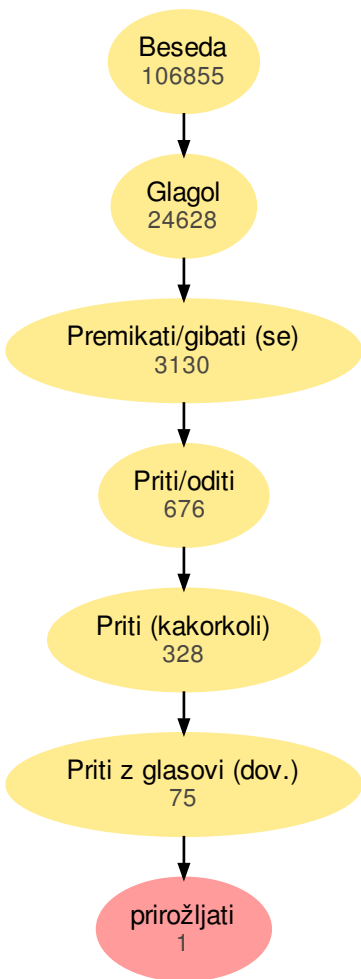 Beseda
106855
Glagol
24628
Premikati/gibati (se)
3130
Priti/oditi
676
Priti (kakorkoli)
328
Priti z glasovi (dov.)
75
prirožljati
1